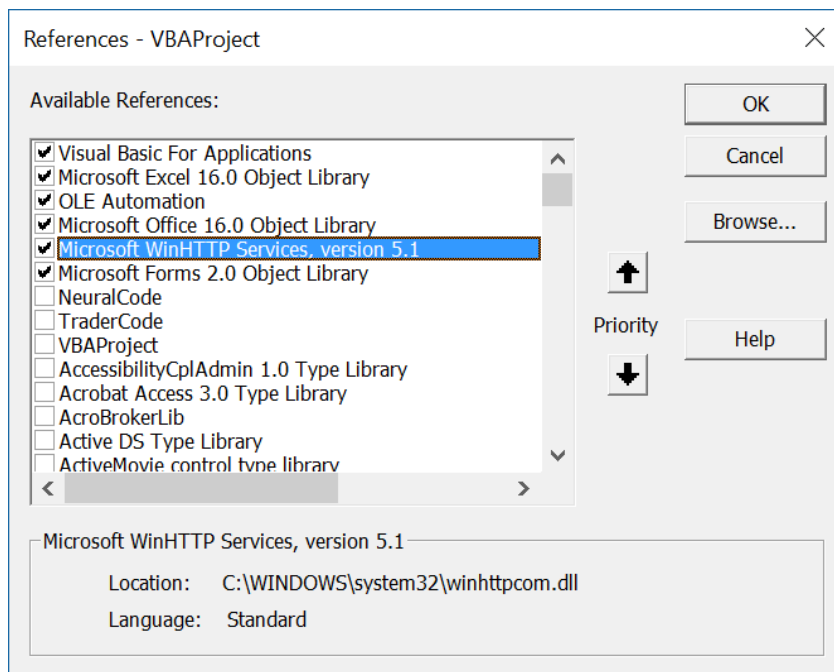 References - VBAProject
Available References:
Visual Basic For Applications
Microsoft Excel 16.0 Object Library
OLE Automation
Microsoft Office 16.0 Object Library
Microsoft WinHTTP Services, version 5.1
Microsoft Forms 2.0 Object Library
NeuralCode
TraderCode
VBAProject
AccessibilityCplAdmin 1.0 Type Library
Acrobat Access 3.0 Type Library
AcroBrokerLib
Active DS Type Library
ActiveMovie control type library
Priority
OK
Cancel
Browse...
Help
Microsoft WinHTTP Services, version 5.1
Location: C:\WINDOWS\system32\winhttpcom.dll
Language: Standard